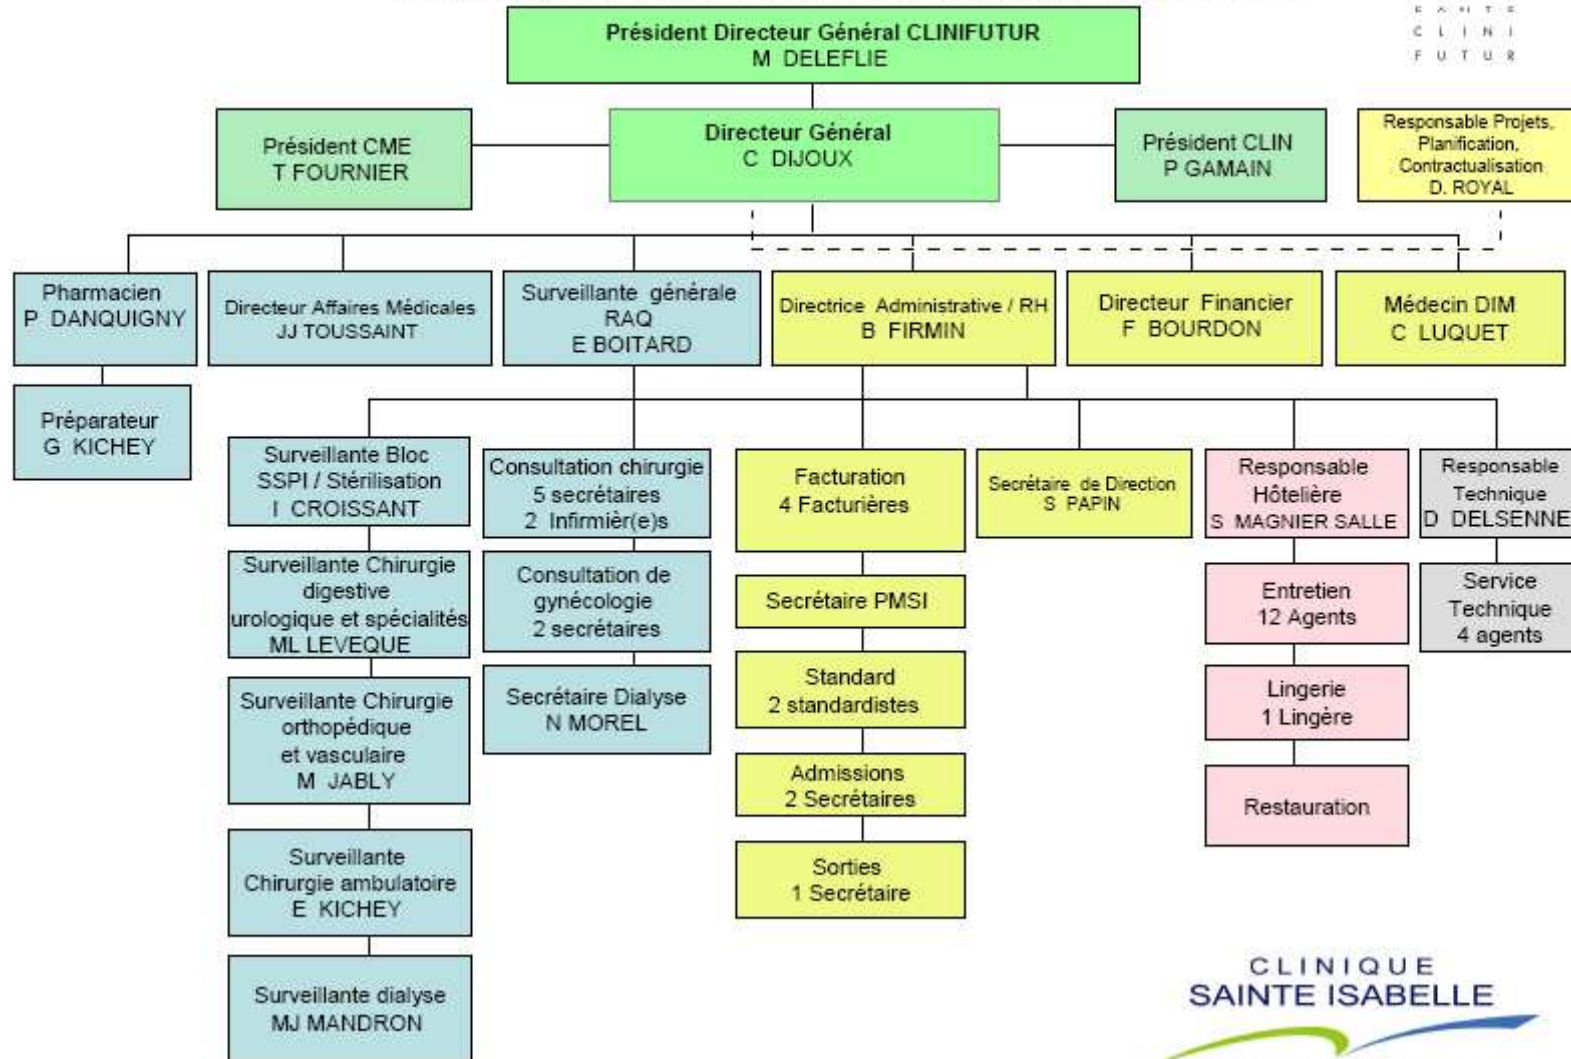 C L I N I
F U T U R
Président Directeur Général CLINIFUTUR
M DELEFLIE
Président CME
T FOURNIER
Directeur Général
C DIJOUX
Président CLIN
P GAMAIN
Responsable Projets,
Planification,
Contractualisation
D. ROYAL
Pharmacien
P DANQUIGNY
Directeur Affaires Médicales
JJ TOUSSAINT
Surveillante générale
RAQ
E BOITARD
Directrice Administrative / RH
B FIRMIN
Directeur Financier
F BOURDON
Médecin DIM
C LUQUET
Préparateur
G KICHEY
Surveillante Bloc
SSPI / Stérilisation
I CROISSANT
Surveillante Chirurgie
digestive
urologique et spécialités
ML LEVEQUE
Surveillante Chirurgie
orthopédique
et vasculaire
M JABLY
Surveillante
Chirurgie ambulatoire
E KICHEY
Surveillante dialyse
MJ MANDRON
Consultation chirurgie
5 secrétaires
2 Infirmièr(e)s
Consultation de
gynécologie
2 secrétaires
Secrétaire Dialyse
N MOREL
Facturation
4 Facturières
Secrétaire PMSI
Standard
2 standardistes
Admissions
2 Secrétaires
Sorties
1 Secrétaire
Secrétaire de Direction
S PAPIN
Responsable
Hôtelière
S MAGNIER SALLE
Entretien
12 Agents
Lingerie
1 Lingère
Restauration
Responsable
Technique
D DELSENNE
Service
Technique
4 agents
CLINIQUE
SAINTE ISABELLE